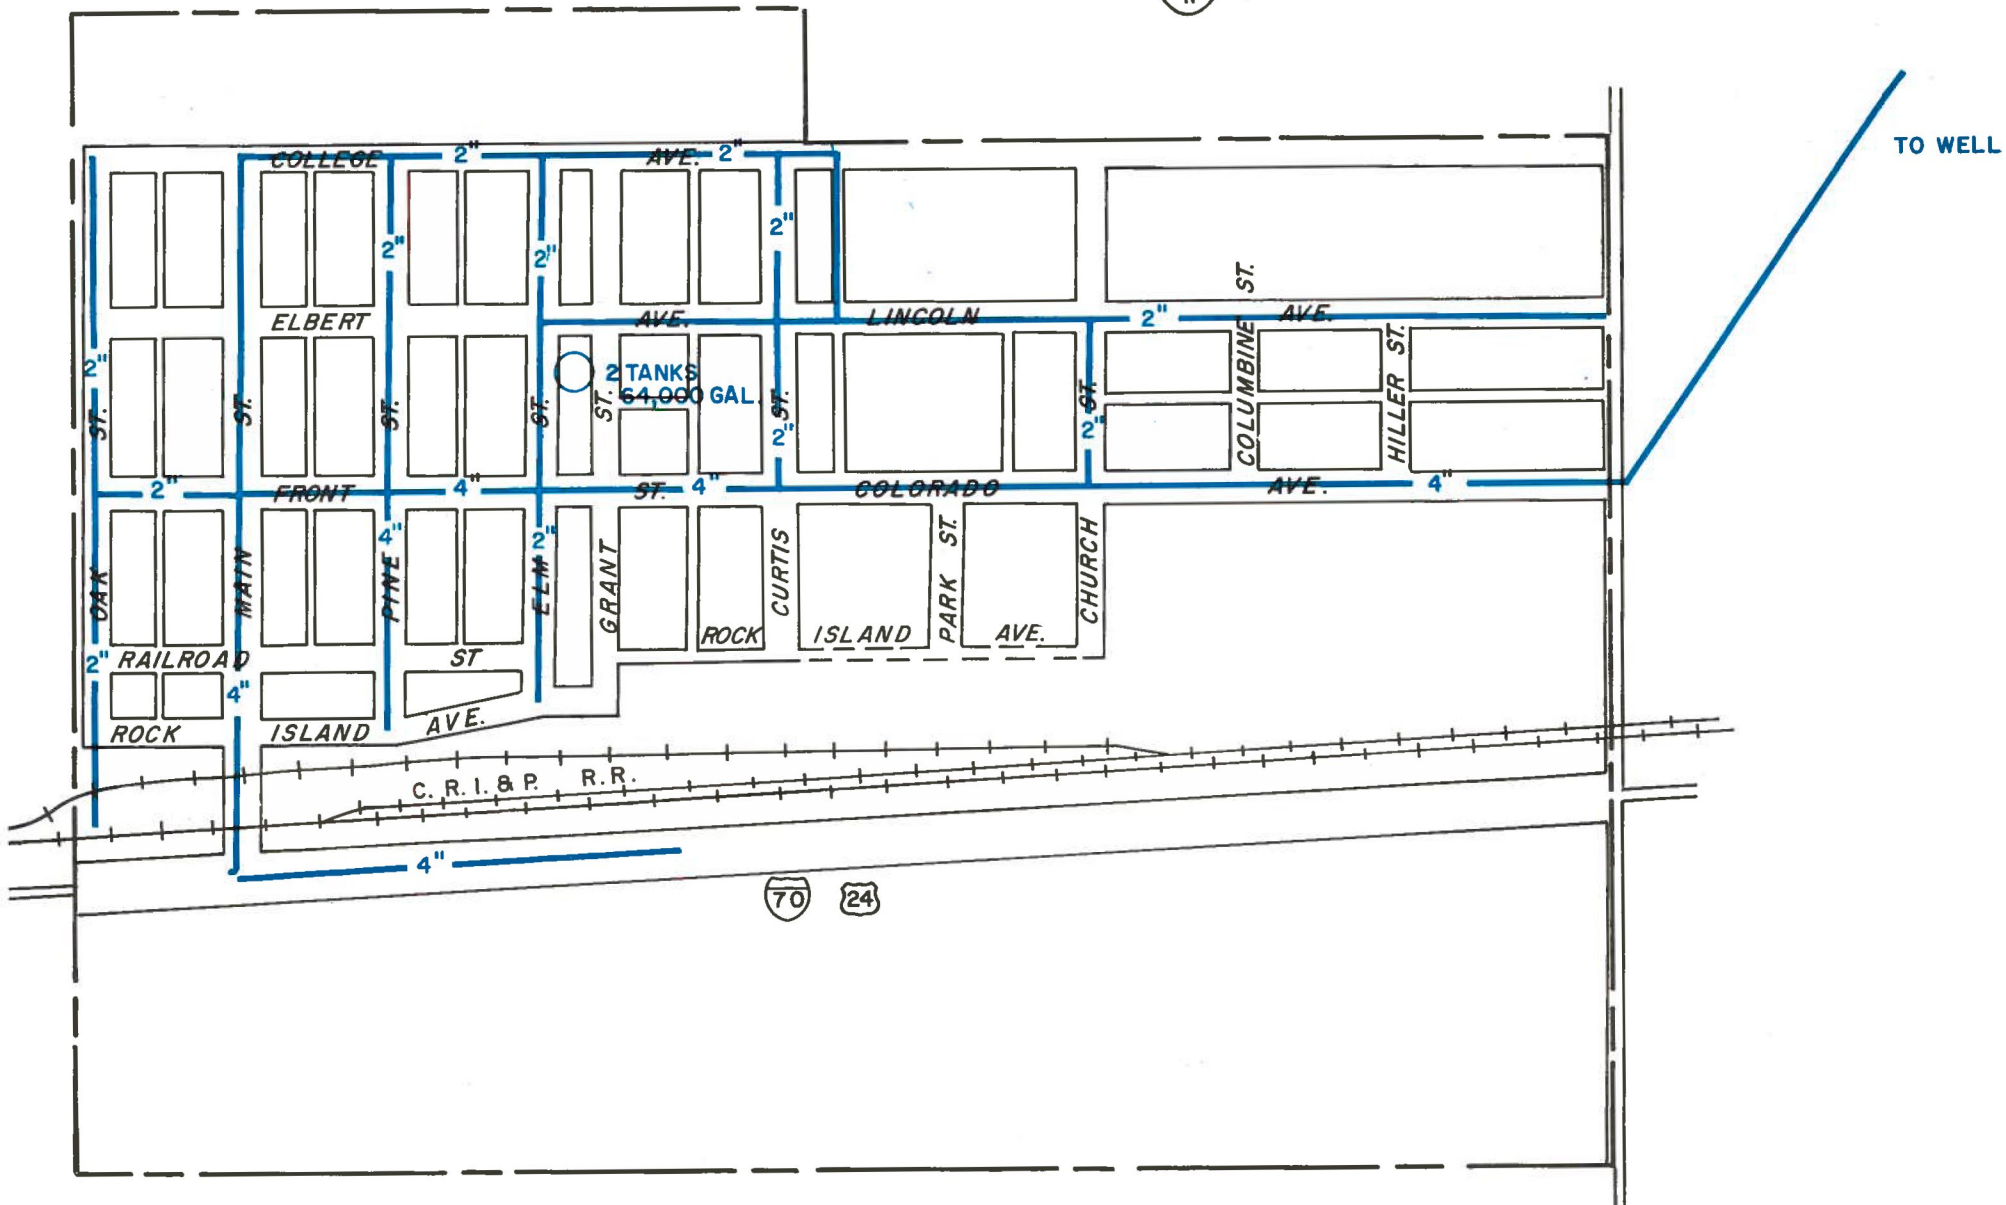 N
TO WELL
COLLEGE 2" AVE. 2"
2"
2"
2"
ST.
ELBERT AVE. LINCOLN 2" AVE.
2"
2 TANKS
64,000 GAL.
ST.
ST.
ST.
ST.
ST.
ST.
ST.
2"
2"
COLUMBINE
HILLER ST.
2" FRONT 4" ST. 4" COLORADO AVE. 4"
4"
2"
OAK
MAIN
PINE
ELM
GRANT
CURTIS
PARK ST.
CHURCH
ROCK ISLAND AVE.
2" RAILROAD ST
4"
ROCK ISLAND AVE.
C. R. I. & P. R. R.
4"
70 24